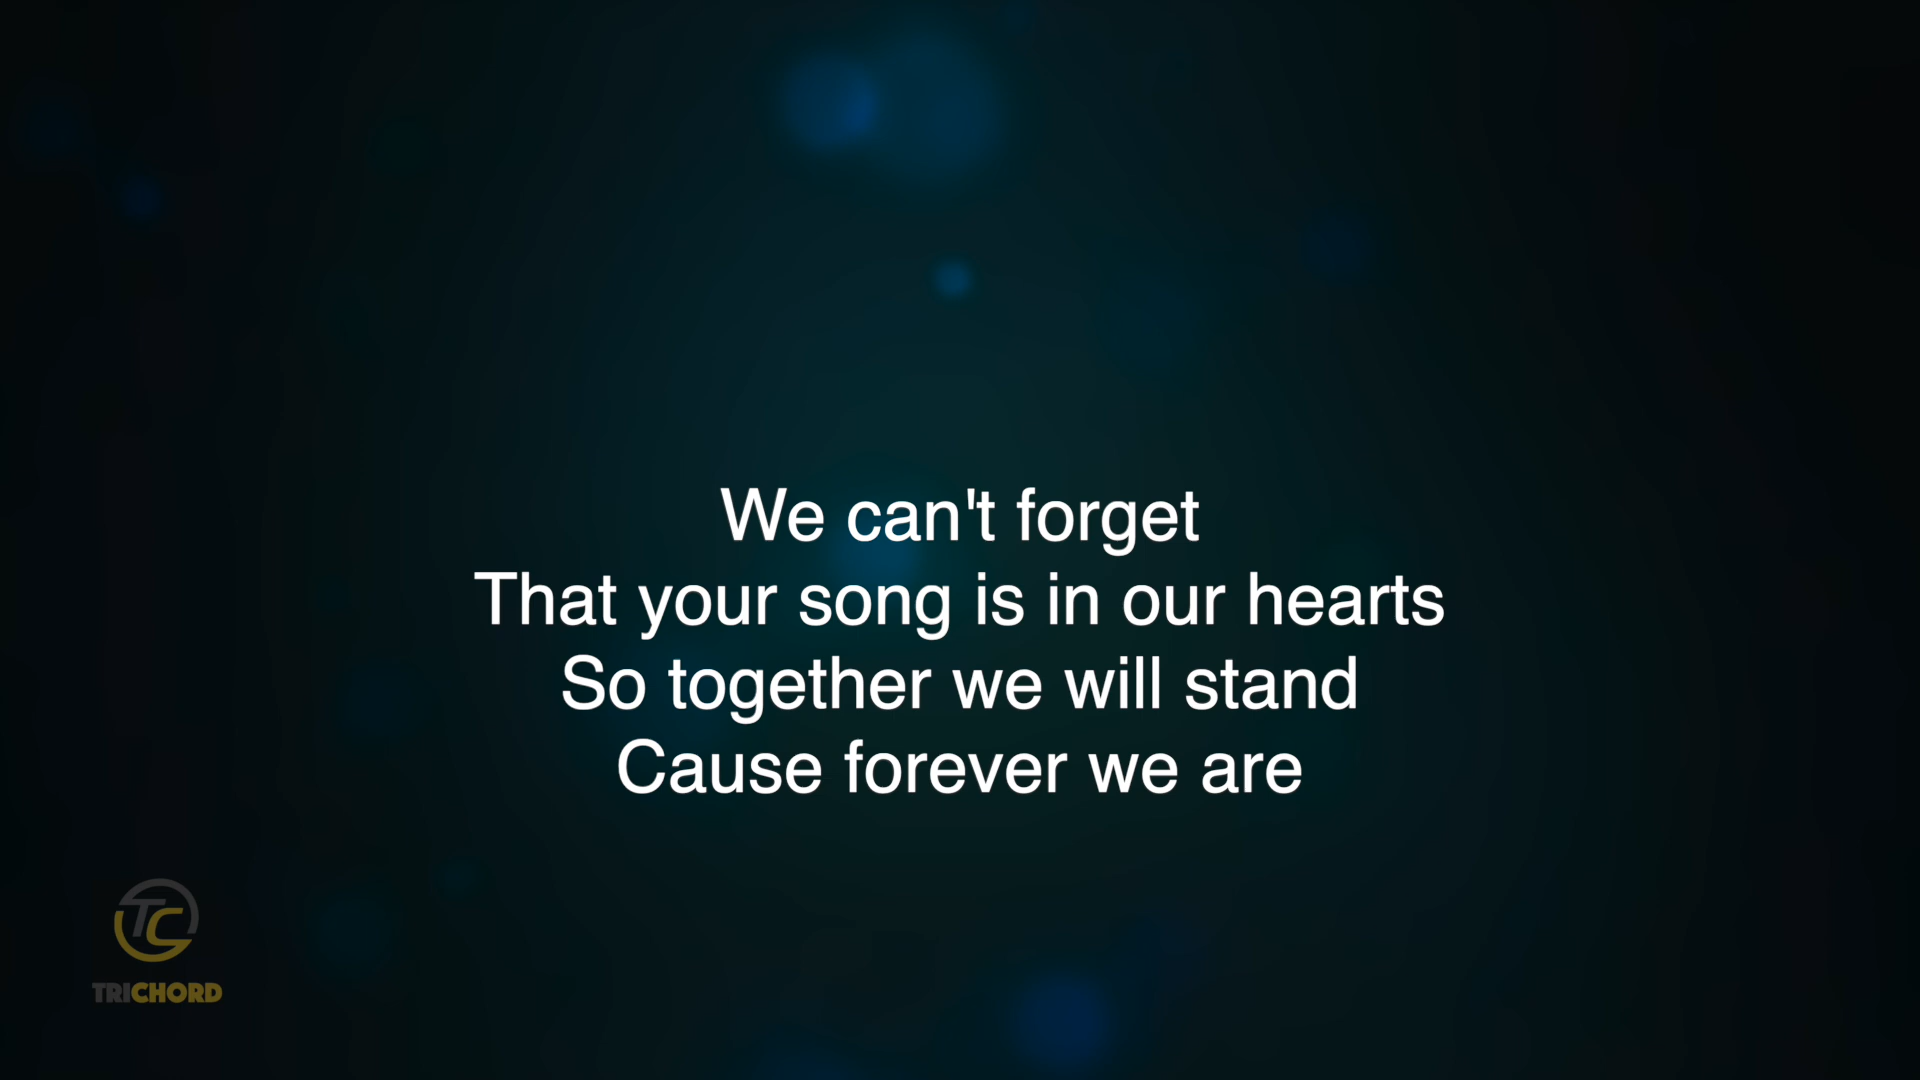 We can't forget
That your song is in our hearts
So together we will stand
Cause forever we are
TC
TRICHORD